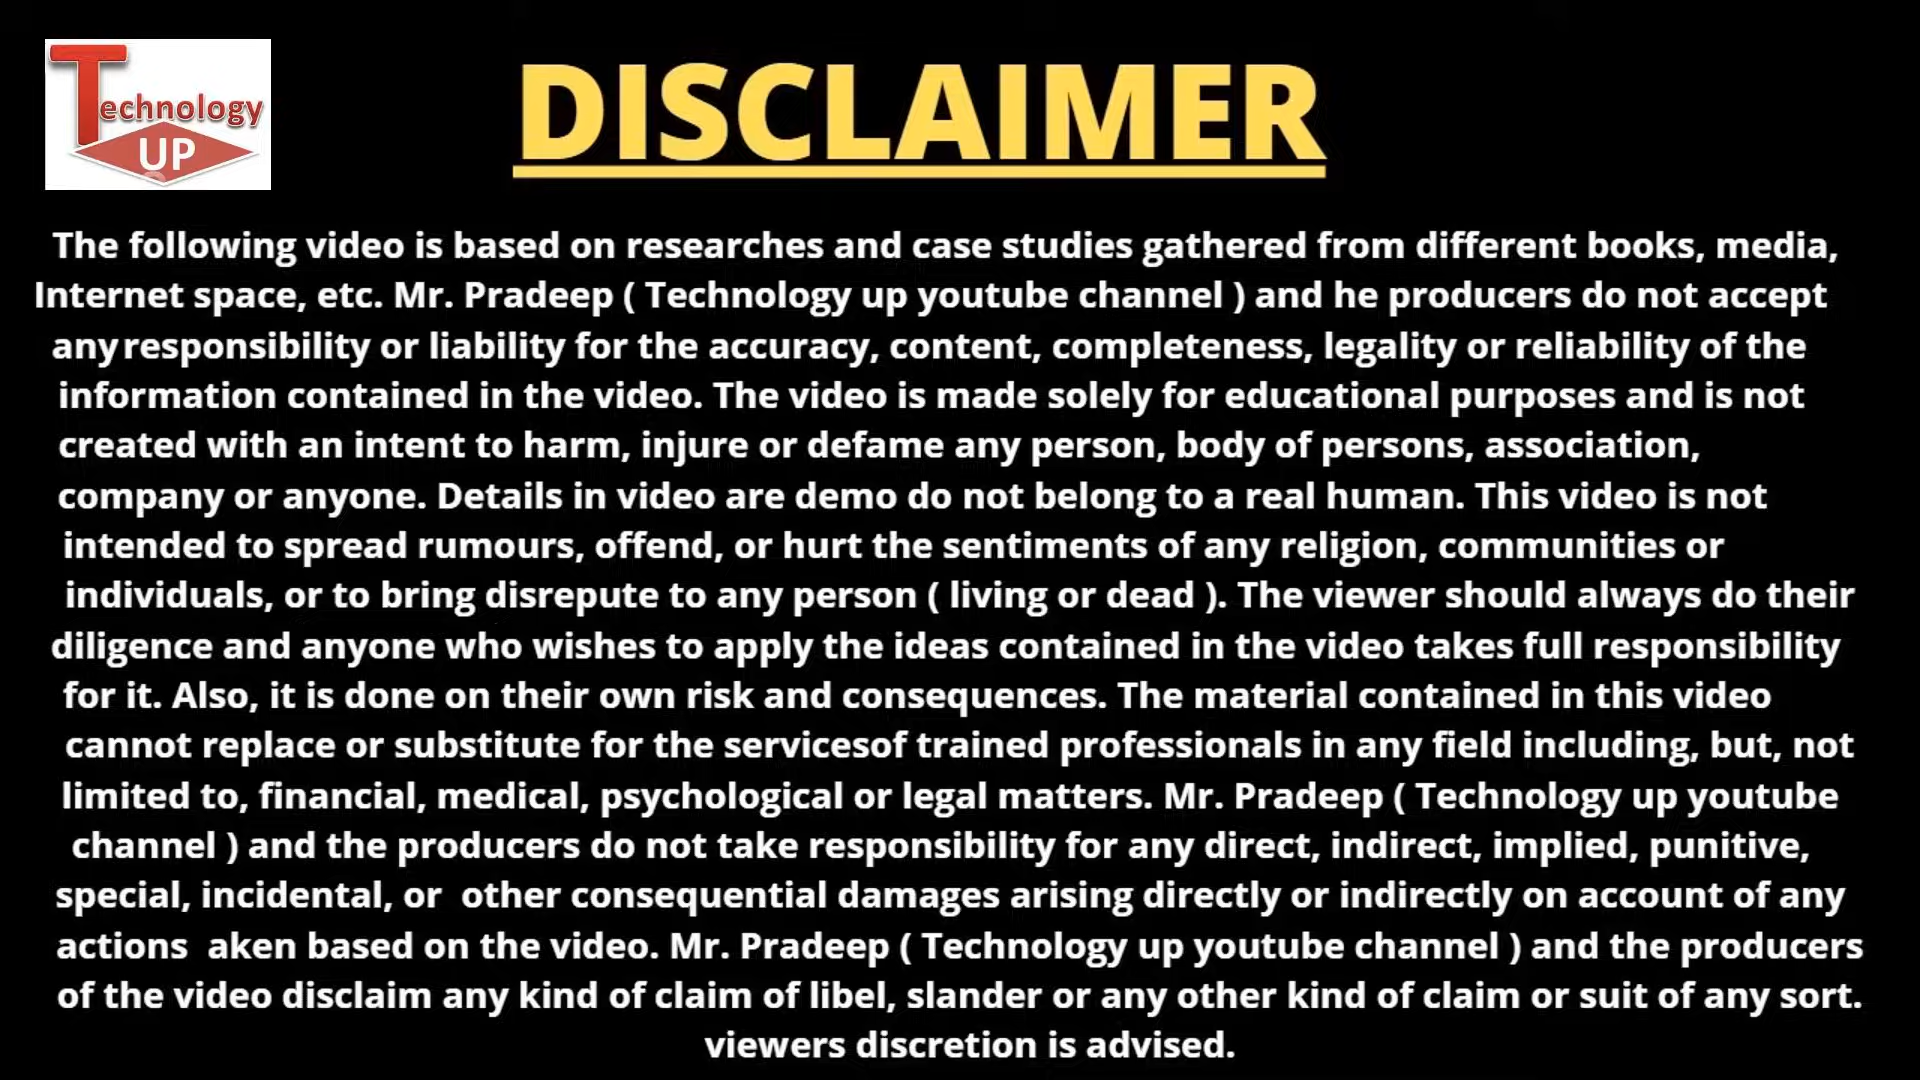 Technology
UP
DISCLAIMER
The following video is based on researches and case studies gathered from different books, media,
Internet space, etc. Mr. Pradeep ( Technology up youtube channel ) and he producers do not accept
any responsibility or liability for the accuracy, content, completeness, legality or reliability of the
information contained in the video. The video is made solely for educational purposes and is not
created with an intent to harm, injure or defame any person, body of persons, association,
company or anyone. Details in video are demo do not belong to a real human. This video is not
intended to spread rumours, offend, or hurt the sentiments of any religion, communities or
individuals, or to bring disrepute to any person ( living or dead ). The viewer should always do their
diligence and anyone who wishes to apply the ideas contained in the video takes full responsibility
for it. Also, it is done on their own risk and consequences. The material contained in this video
cannot replace or substitute for the servicesof trained professionals in any field including, but, not
limited to, financial, medical, psychological or legal matters. Mr. Pradeep ( Technology up youtube
channel ) and the producers do not take responsibility for any direct, indirect, implied, punitive,
special, incidental, or other consequential damages arising directly or indirectly on account of any
actions aken based on the video. Mr. Pradeep ( Technology up youtube channel ) and the producers
of the video disclaim any kind of claim of libel, slander or any other kind of claim or suit of any sort.
viewers discretion is advised.